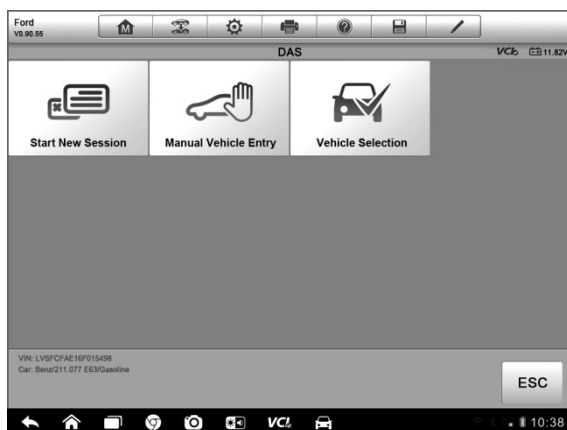 Ford
V0.90.55
M
?
DAS
VCI
11.82V
Start New Session
Manual Vehicle Entry
Vehicle Selection
VIN: LVSFCFAE16F015498
Car: Benz/211.077 E63/Gasoline
ESC
VCI
10:38